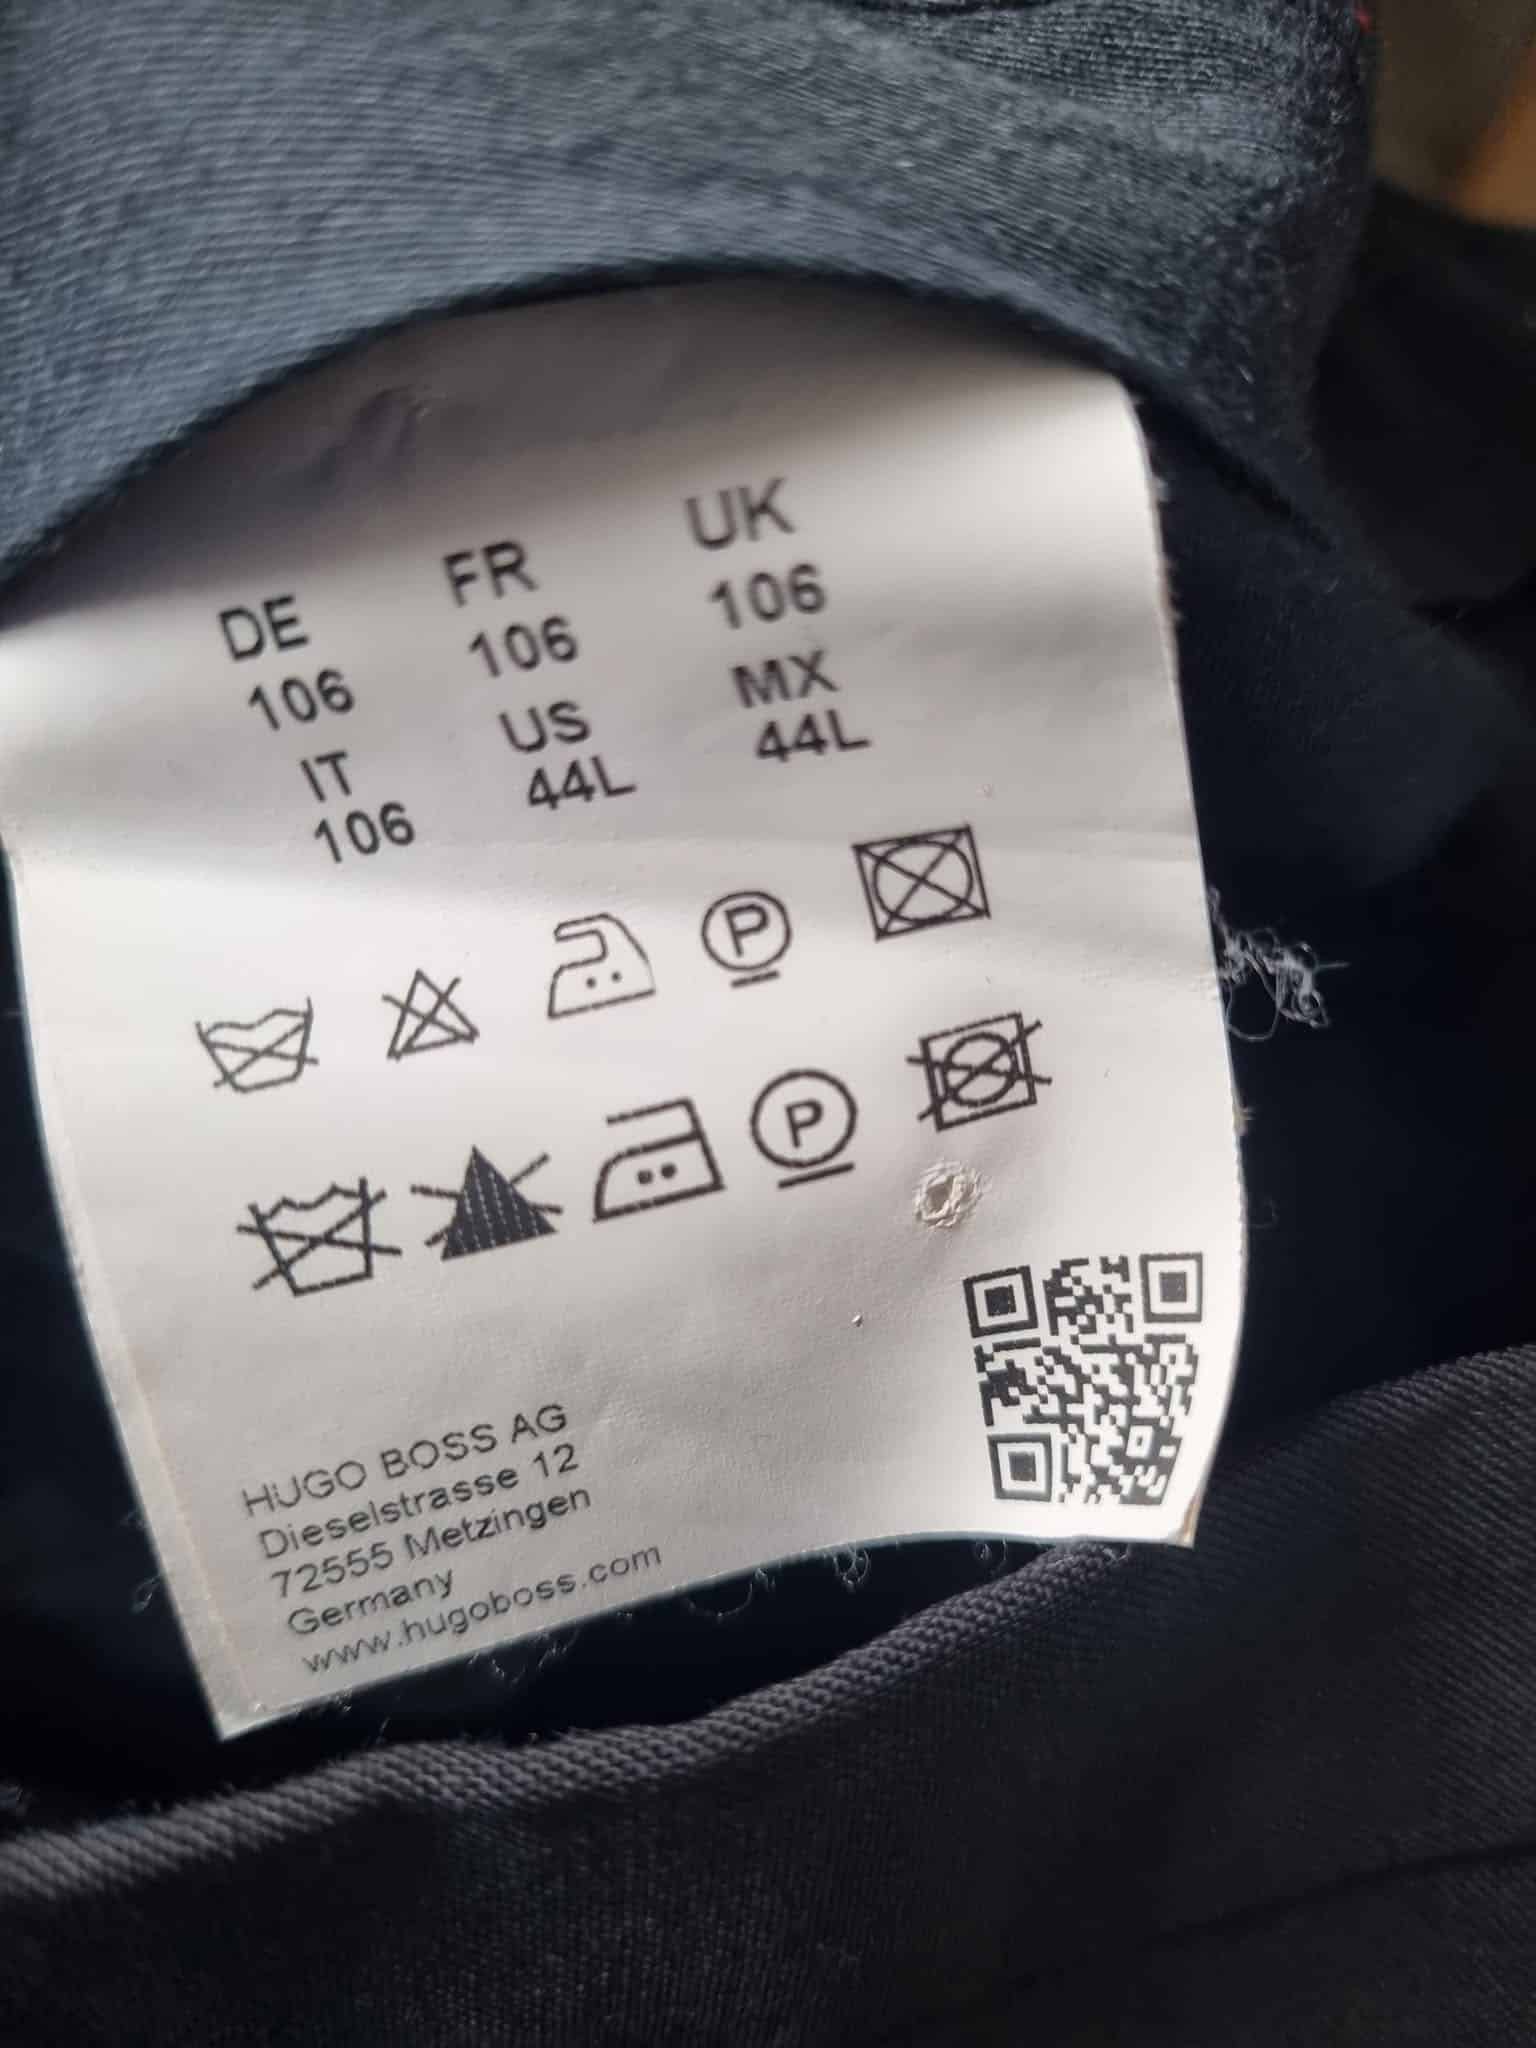 DE FR UK
106 106 106
IT US MX
106 44L 44L
P
P
HUGO BOSS AG
Dieselstrasse 12
72555 Metzingen
Germany
www.hugoboss.com